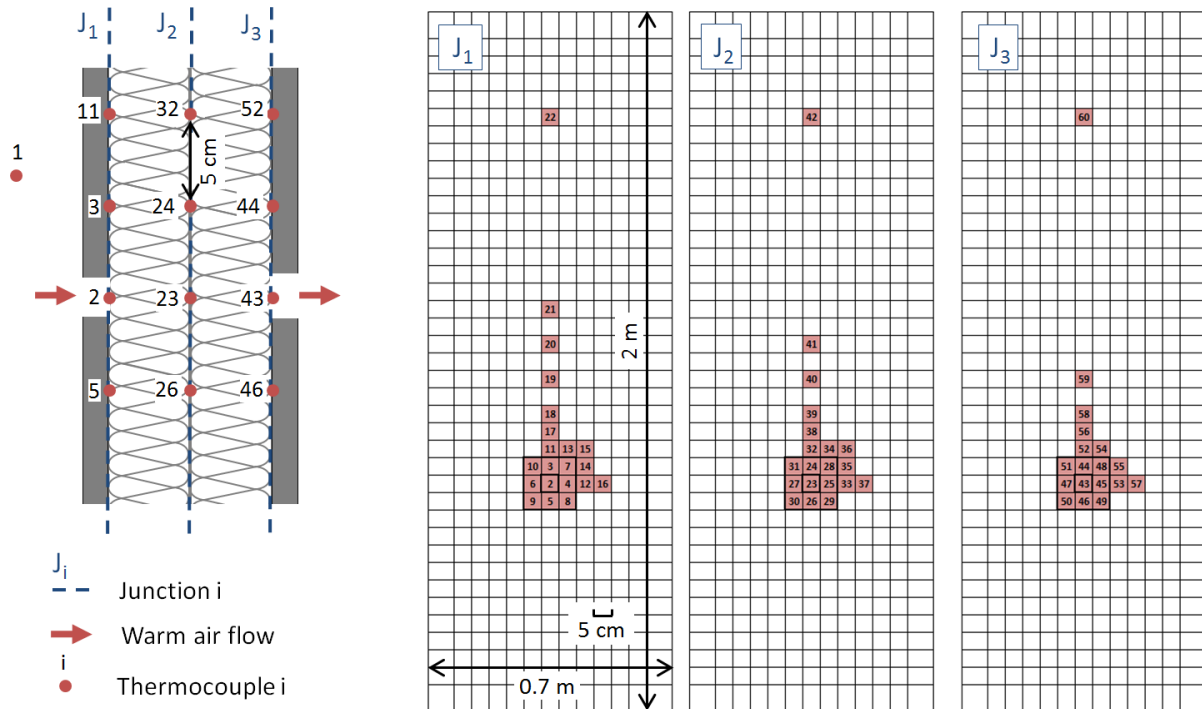 J1 J2 J3
11 32 52
1
5 cm
3 24 44
2 23 43
5 26 46
Ji
Junction i
Warm air flow
i
Thermocouple i
J1
22
21
20
19
18
17
11 13 15
10 3 7 14
6 2 4 12 16
9 5 8
5 cm
0.7 m
2 m
J2
42
41
40
39
38
32 34 36
31 24 28 35
27 23 25 33 37
30 26 29
J3
60
59
58
56
52 54
51 44 48 55
47 43 45 53 57
50 46 49